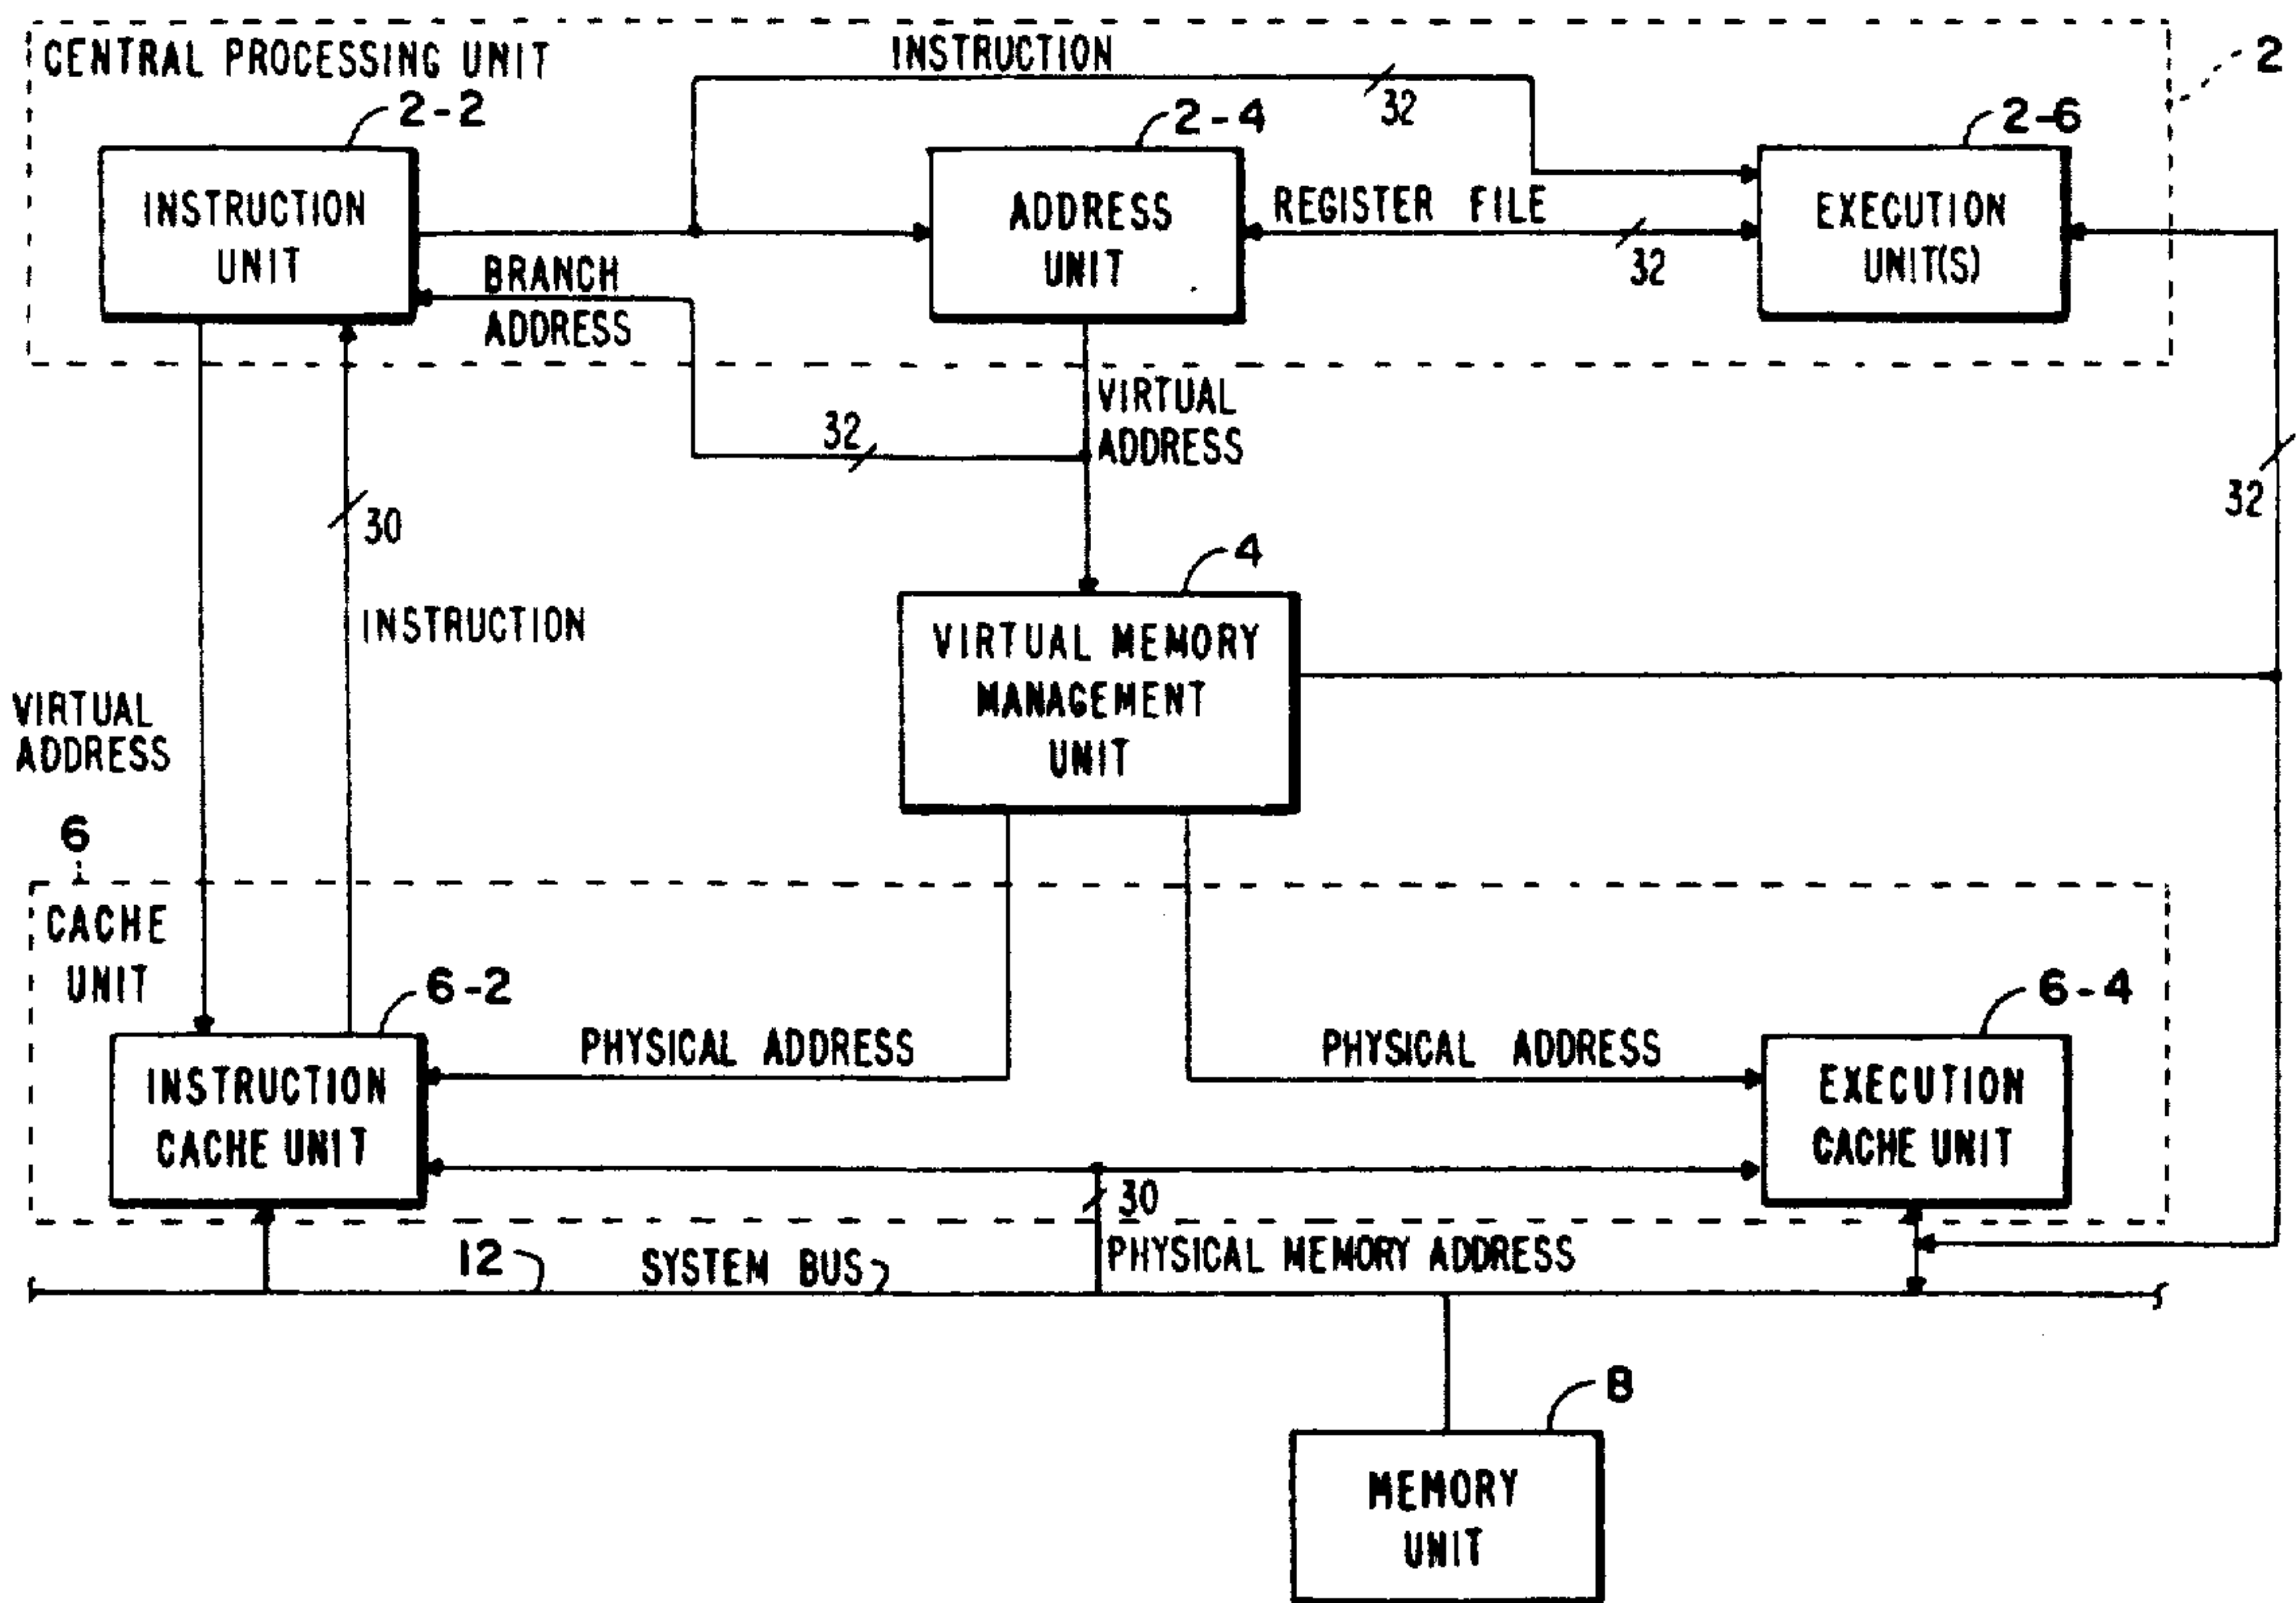 CENTRAL PROCESSING UNIT
INSTRUCTION
32
2
2-2
2-4
2-6
INSTRUCTION
UNIT
ADDRESS
UNIT
REGISTER FILE
32
EXECUTION
UNIT(S)
BRANCH
ADDRESS
32
VIRTUAL
ADDRESS
32
30
INSTRUCTION
4
VIRTUAL MEMORY
MANAGEMENT
UNIT
VIRTUAL
ADDRESS
6
CACHE
UNIT
6-2
6-4
PHYSICAL ADDRESS
PHYSICAL ADDRESS
INSTRUCTION
CACHE UNIT
EXECUTION
CACHE UNIT
30
12
SYSTEM BUS
PHYSICAL MEMORY ADDRESS
8
MEMORY
UNIT